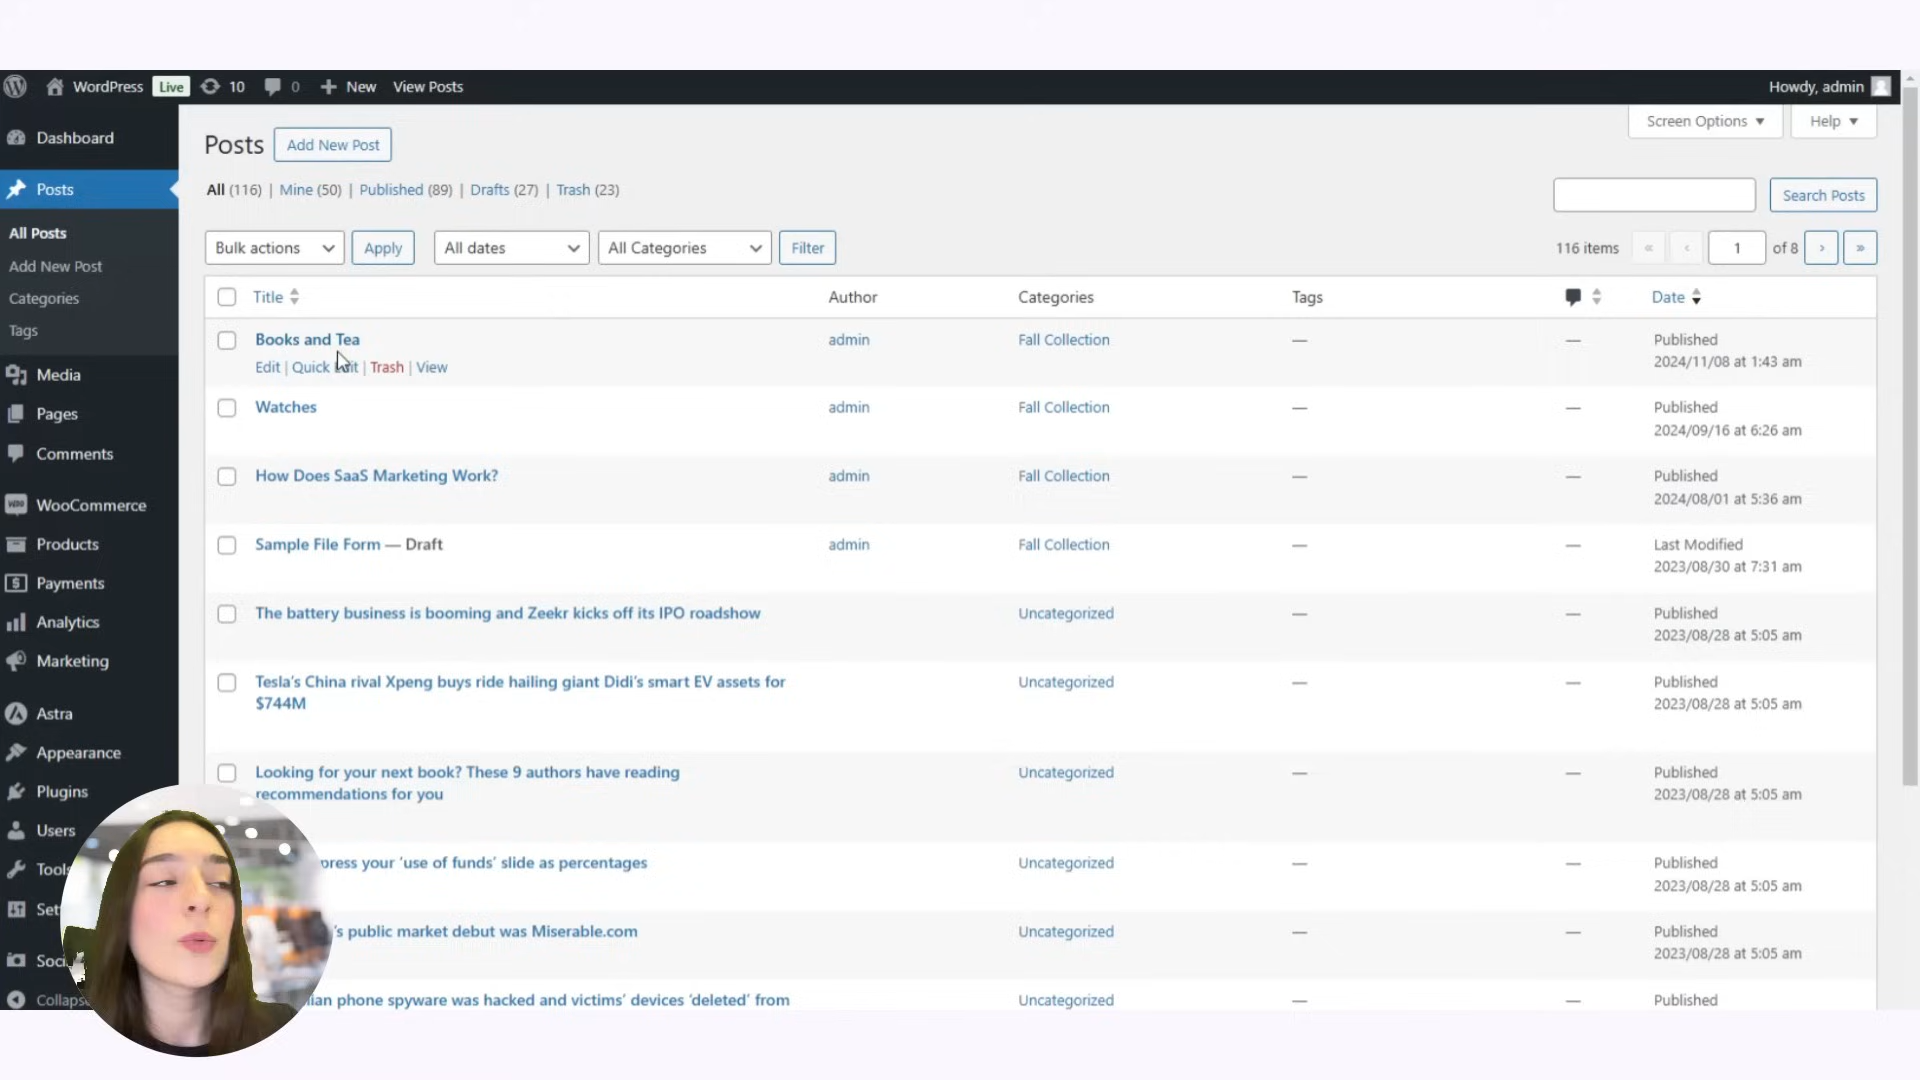 WordPress Live 10 0 New View Posts Howdy, admin
Dashboard
Posts
All Posts
Add New Post
Categories
Tags
Media
Pages
Comments
WooCommerce
Products
Payments
Analytics
Marketing
Astra
Appearance
Plugins
Users
Tools
Set
Soci
Collaps
Screen Options Help
Posts Add New Post
All (116) | Mine (50) | Published (89) | Drafts (27) | Trash (23)
Search Posts
Bulk actions Apply All dates All Categories Filter 116 items « ‹ 1 of 8 › »
Title Author Categories Tags Date
Books and Tea admin Fall Collection — — Published
Edit | Quick Edit | Trash | View 2024/11/08 at 1:43 am
Watches admin Fall Collection — — Published
2024/09/16 at 6:26 am
How Does SaaS Marketing Work? admin Fall Collection — — Published
2024/08/01 at 5:36 am
Sample File Form — Draft admin Fall Collection — — Last Modified
2023/08/30 at 7:31 am
The battery business is booming and Zeekr kicks off its IPO roadshow Uncategorized — — Published
2023/08/28 at 5:05 am
Tesla's China rival Xpeng buys ride hailing giant Didi's smart EV assets for Uncategorized — — Published
$744M 2023/08/28 at 5:05 am
Looking for your next book? These 9 authors have reading Uncategorized — — Published
recommendations for you 2023/08/28 at 5:05 am
press your 'use of funds' slide as percentages Uncategorized — — Published
2023/08/28 at 5:05 am
's public market debut was Miserable.com Uncategorized — — Published
2023/08/28 at 5:05 am
ian phone spyware was hacked and victims' devices 'deleted' from Uncategorized — — Published